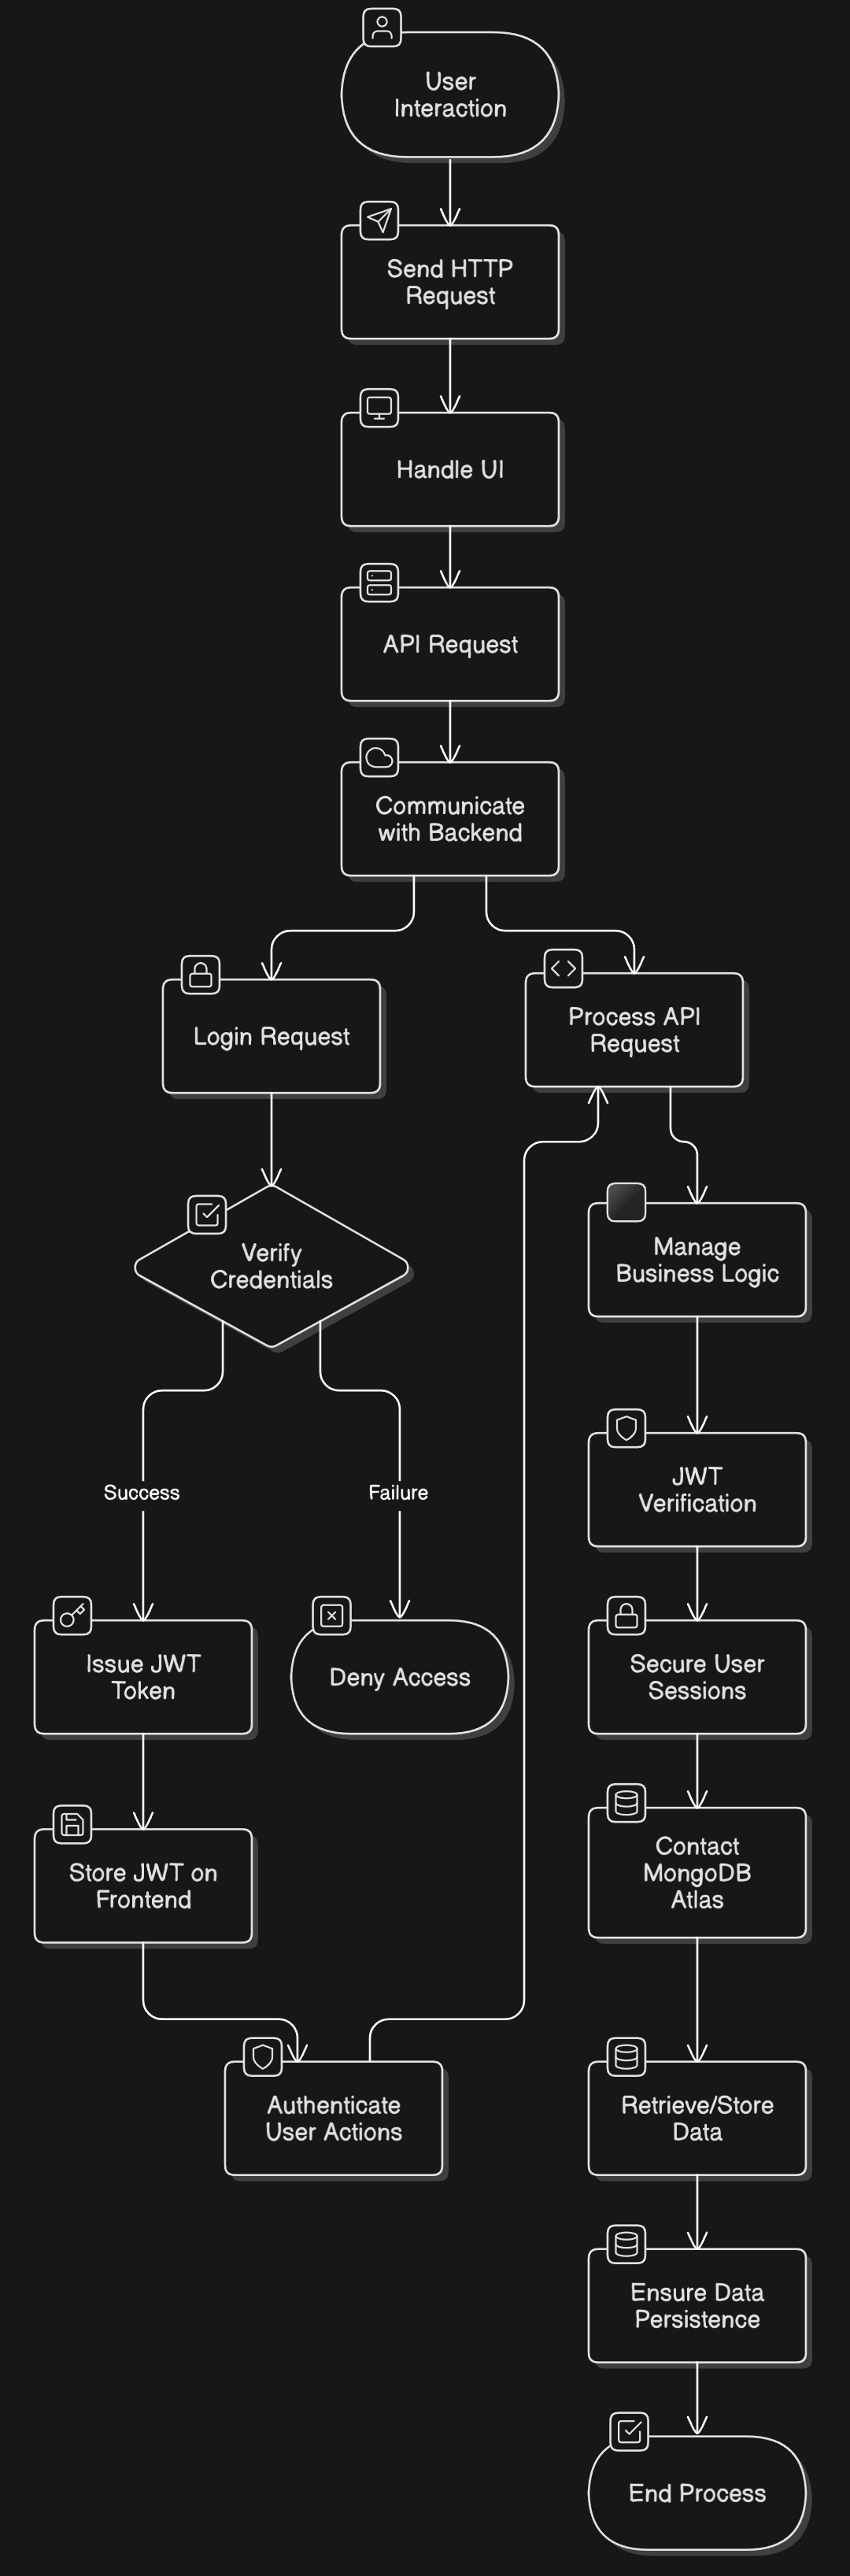 User
Interaction
Send HTTP
Request
Handle UI
API Request
Communicate
with Backend
Login Request
Process API
Request
Verify
Credentials
Manage
Business Logic
Success
Failure
JWT
Verification
Issue JWT
Token
Deny Access
Secure User
Sessions
Store JWT on
Frontend
Contact
MongoDB
Atlas
Authenticate
User Actions
Retrieve/Store
Data
Ensure Data
Persistence
End Process